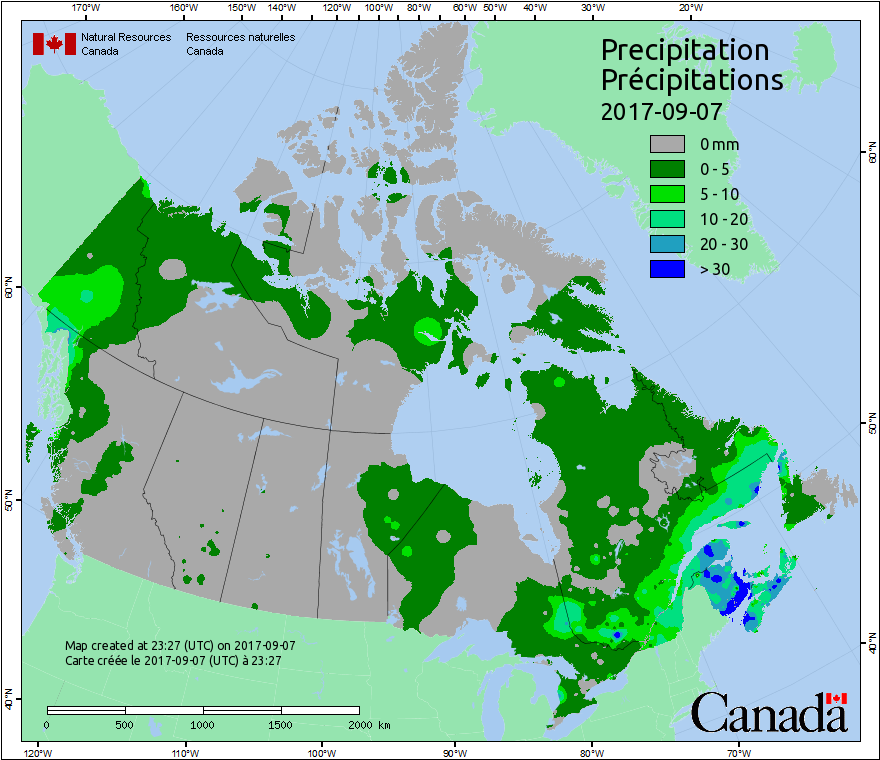 170°W 160°W 150°W 140°W 130°W 120°W 110°W 100°W 90°W 80°W 60°W 50°W 40°W 30°W 20°W
Natural Resources Ressources naturelles
Canada Canada
Precipitation
Précipitations
2017-09-07
0 mm
0 - 5
5 - 10
10 - 20
20 - 30
> 30
60°N
50°N
40°N
60°N
50°N
40°N
Map created at 23:27 (UTC) on 2017-09-07
Carte créée le 2017-09-07 (UTC) à 23:27
0 500 1000 1500 2000 km
Canada
120°W 110°W 100°W 90°W 80°W 70°W